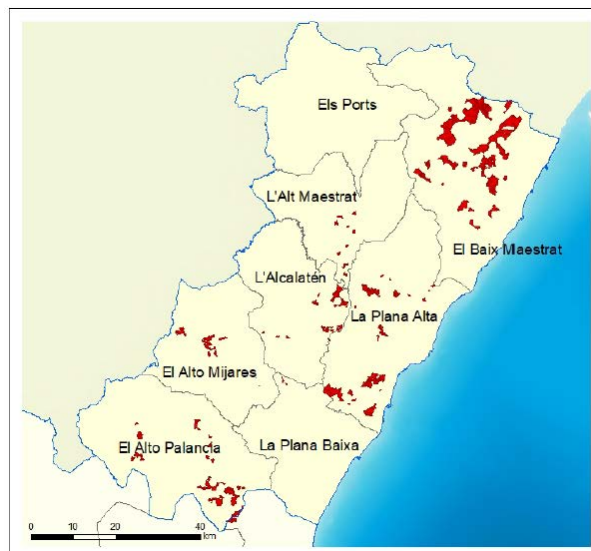 Els Ports
L'Alt Maestrat
El Baix Maestrat
L'Alcalatén
La Plana Alta
El Alto Mijares
El Alto Palancia
La Plana Baixa
0 10 20 40
km